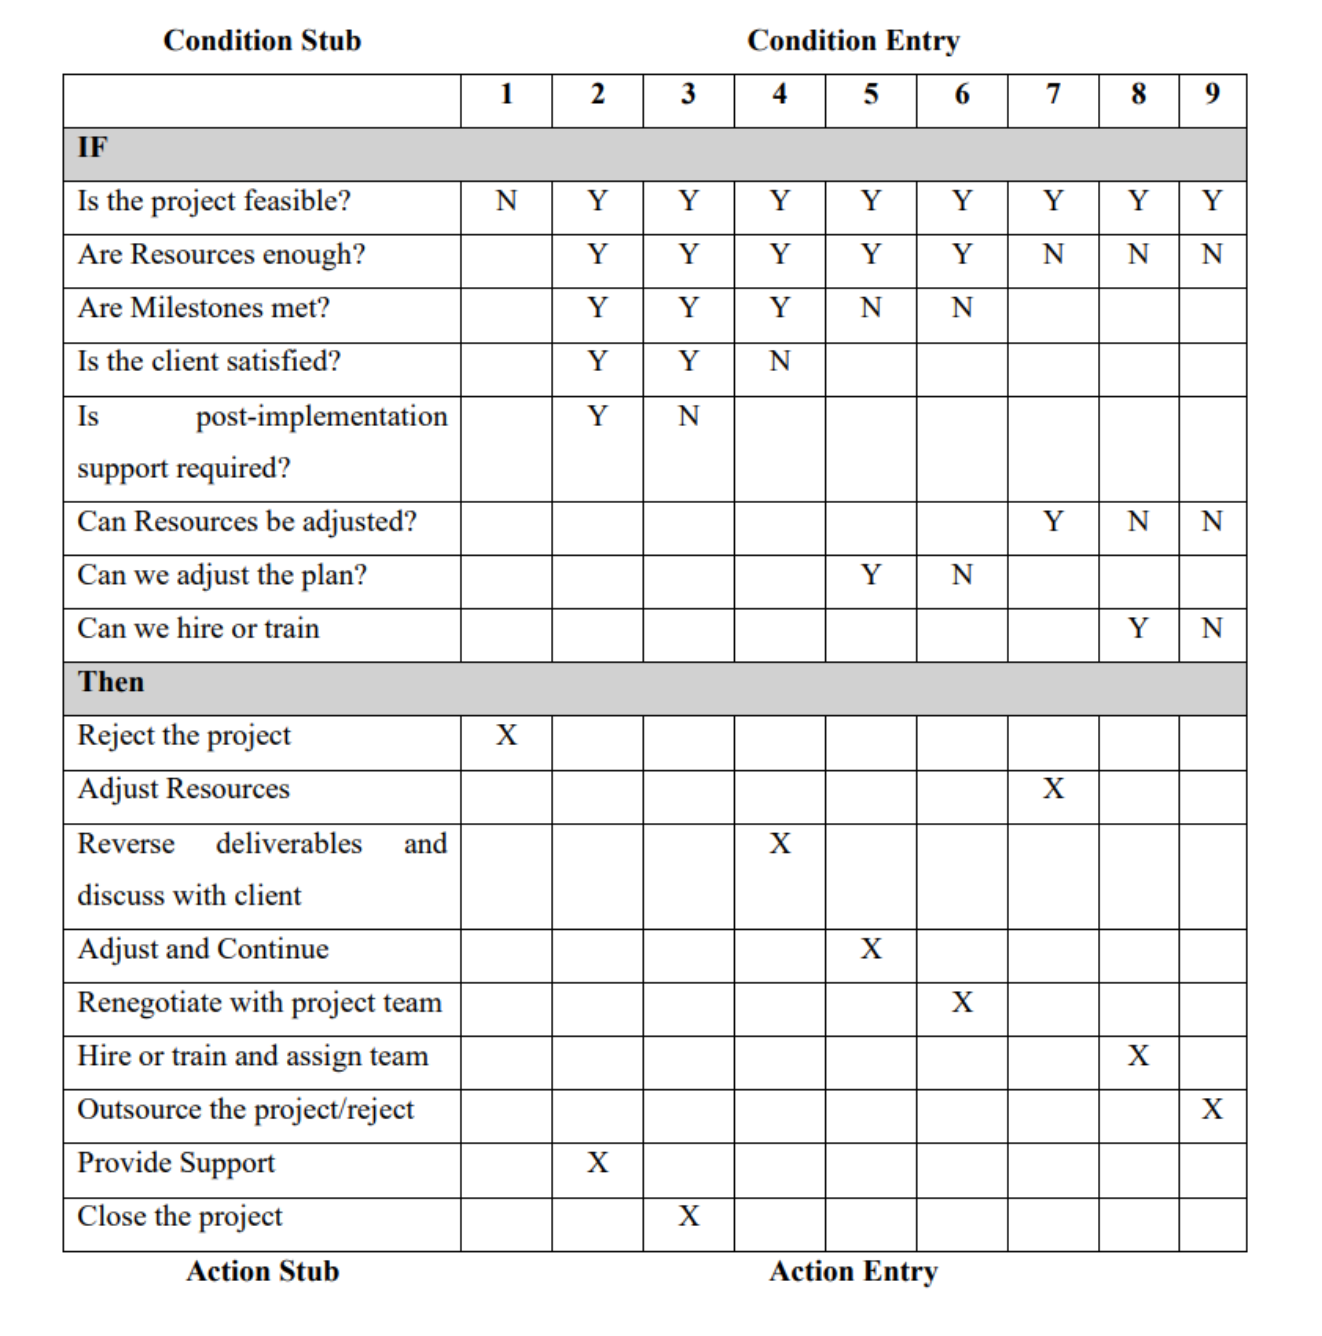 Condition Stub Condition Entry
1 2 3 4 5 6 7 8 9
IF
Is the project feasible? N Y Y Y Y Y Y Y Y
Are Resources enough? Y Y Y Y Y N N N
Are Milestones met? Y Y Y N N
Is the client satisfied? Y Y N
Is post-implementation Y N
support required?
Can Resources be adjusted? Y N N
Can we adjust the plan? Y N
Can we hire or train Y N
Then
Reject the project X
Adjust Resources X
Reverse deliverables and X
discuss with client
Adjust and Continue X
Renegotiate with project team X
Hire or train and assign team X
Outsource the project/reject X
Provide Support X
Close the project X
Action Stub Action Entry